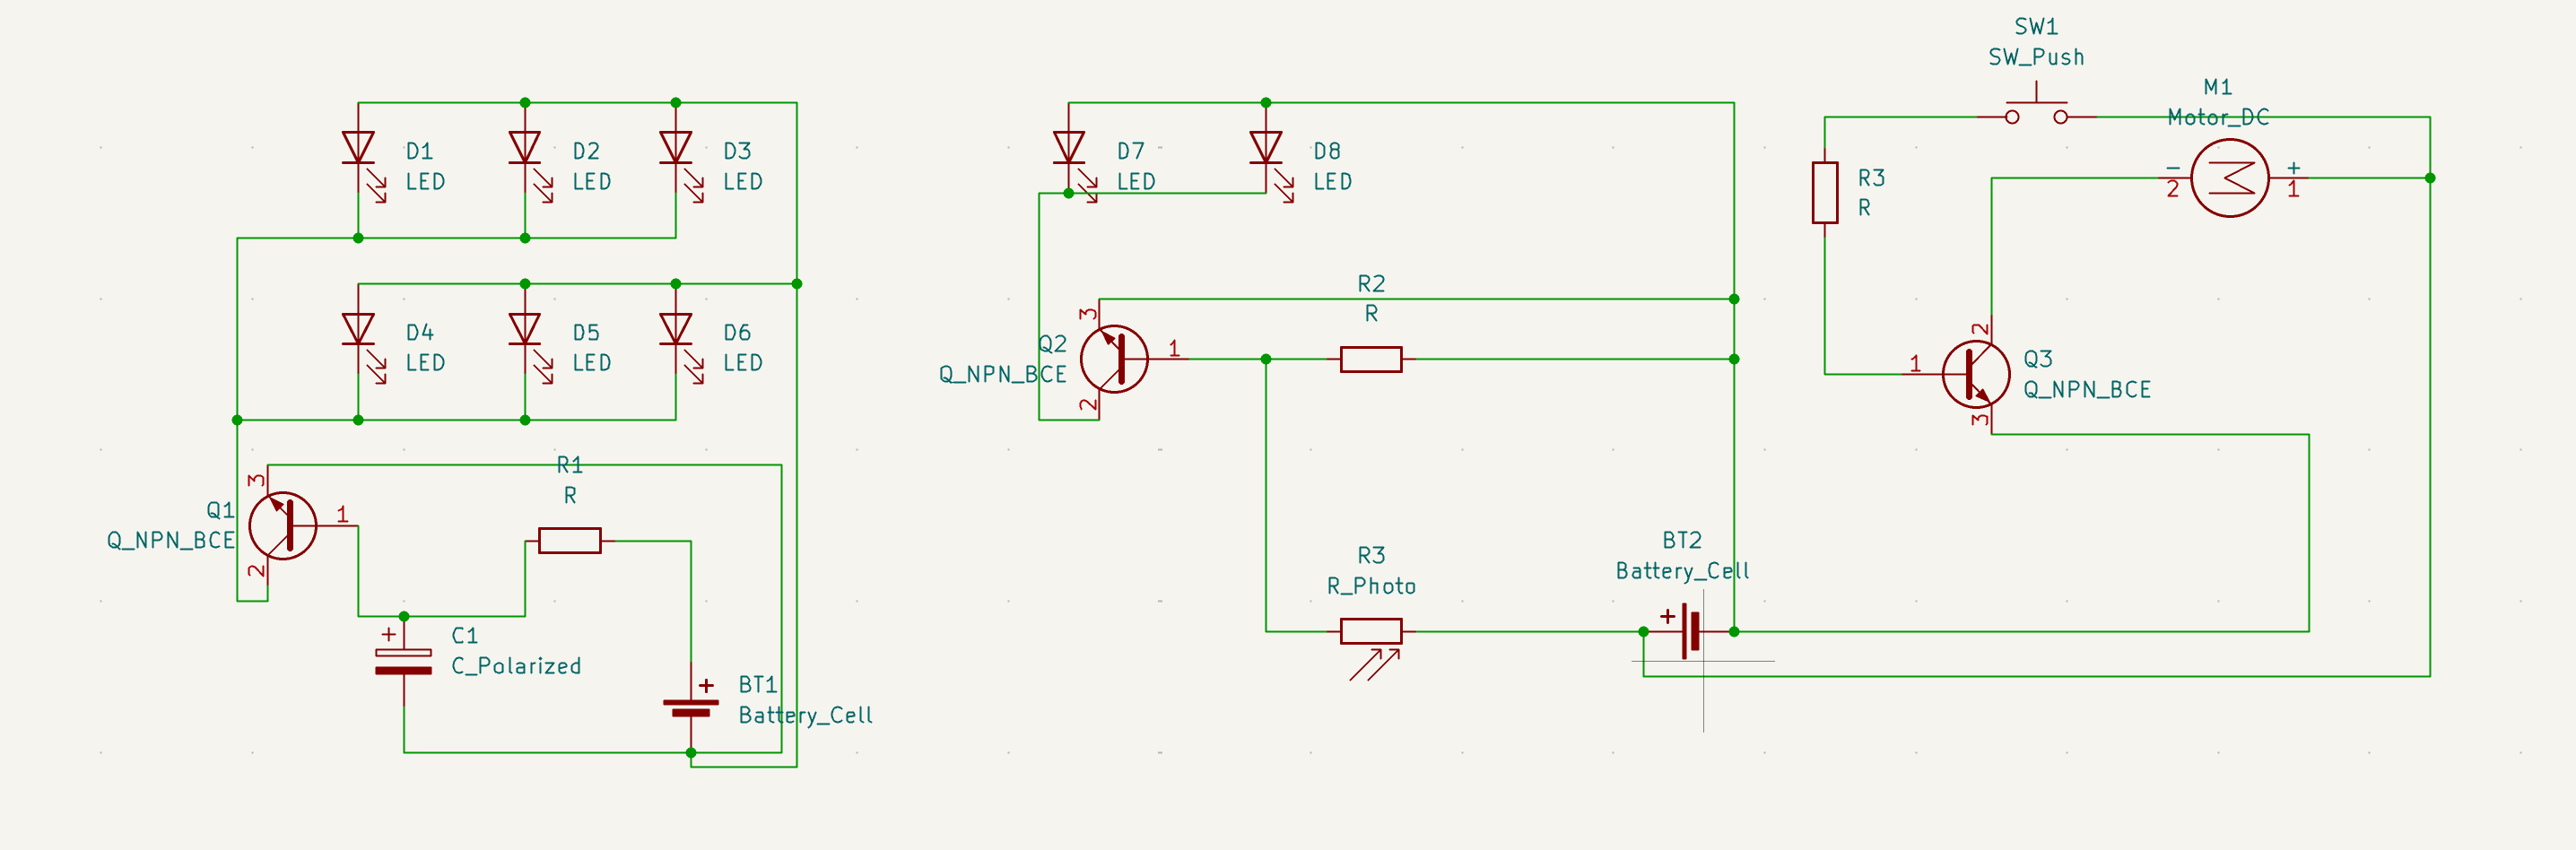 SW1
SW_Push
M1
Motor_DC
D1
LED
D2
LED
D3
LED
D7
LED
D8
LED
R3
R
− +
2 1
D4
LED
D5
LED
D6
LED
R2
R
3
Q2
Q_NPN_BCE
1
2
2
1
Q3
Q_NPN_BCE
3
R1
R
3
Q1
Q_NPN_BCE
1
2
R3
R_Photo
BT2
Battery_Cell
+
+
C1
C_Polarized
+
BT1
Battery_Cell